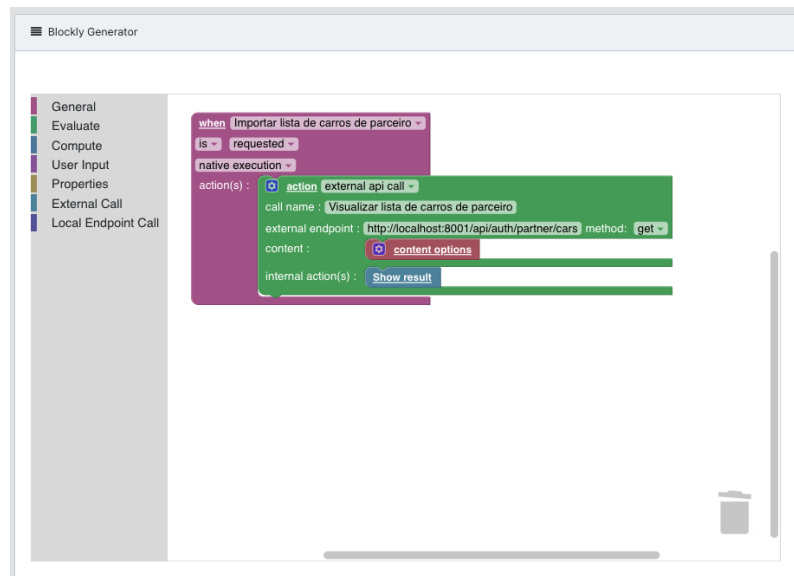 Blockly Generator
General
Evaluate
Compute
User Input
Properties
External Call
Local Endpoint Call
when Importar lista de carros de parceiro
is requested
native execution
action(s) : action external api call
call name : Visualizar lista de carros de parceiro
external endpoint : http://localhost:8001/api/auth/partner/cars method: get
content : content options
internal action(s) : Show result